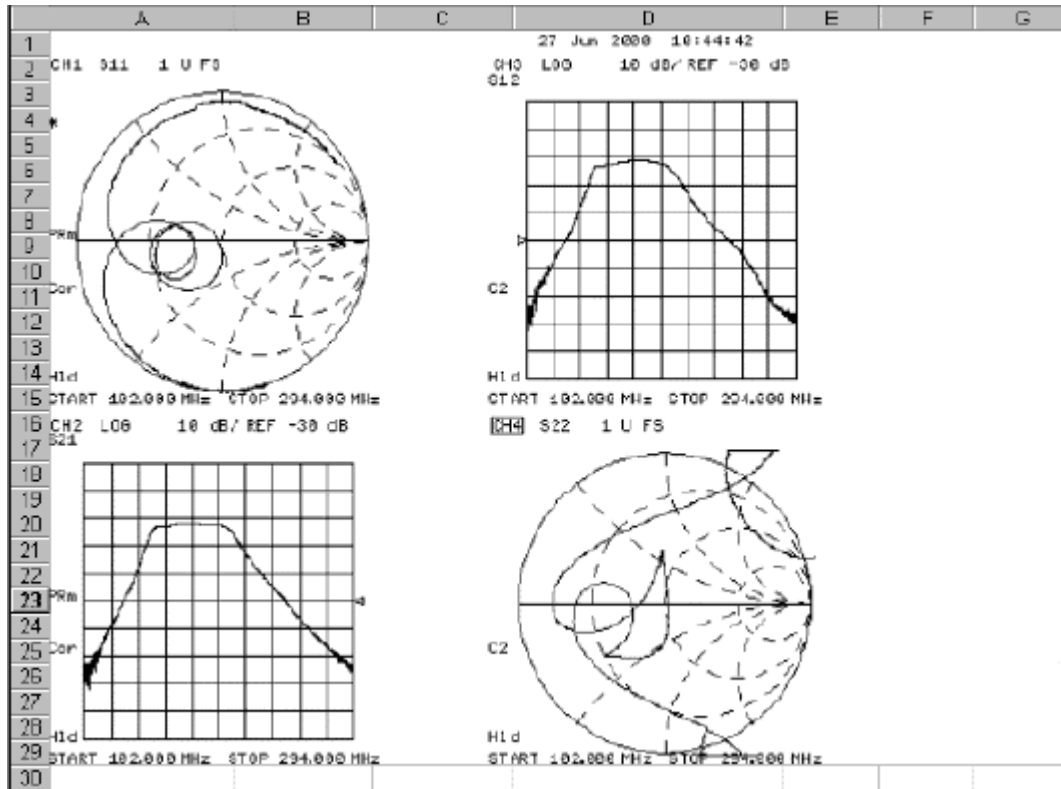 A B C D E F G
1
2
3
4
5
6
7
8
9
10
11
12
13
14
15
16
17
18
19
20
21
22
23
24
25
26
27
28
29
30
27 Jun 2000 10:44:42
CH1 S11 1 U FS
*
PRm
Cor
Hld
START 102.000 MHz STOP 294.000 MHz
CH3 LOG 10 dB/ REF -30 dB
S12
C2
Hld
START 102.000 MHz STOP 294.000 MHz
CH2 LOG 10 dB/ REF -30 dB
S21
PRm
Cor
Hld
START 102.000 MHz STOP 294.000 MHz
CH4 S22 1 U FS
C2
Hld
START 102.000 MHz STOP 294.000 MHz